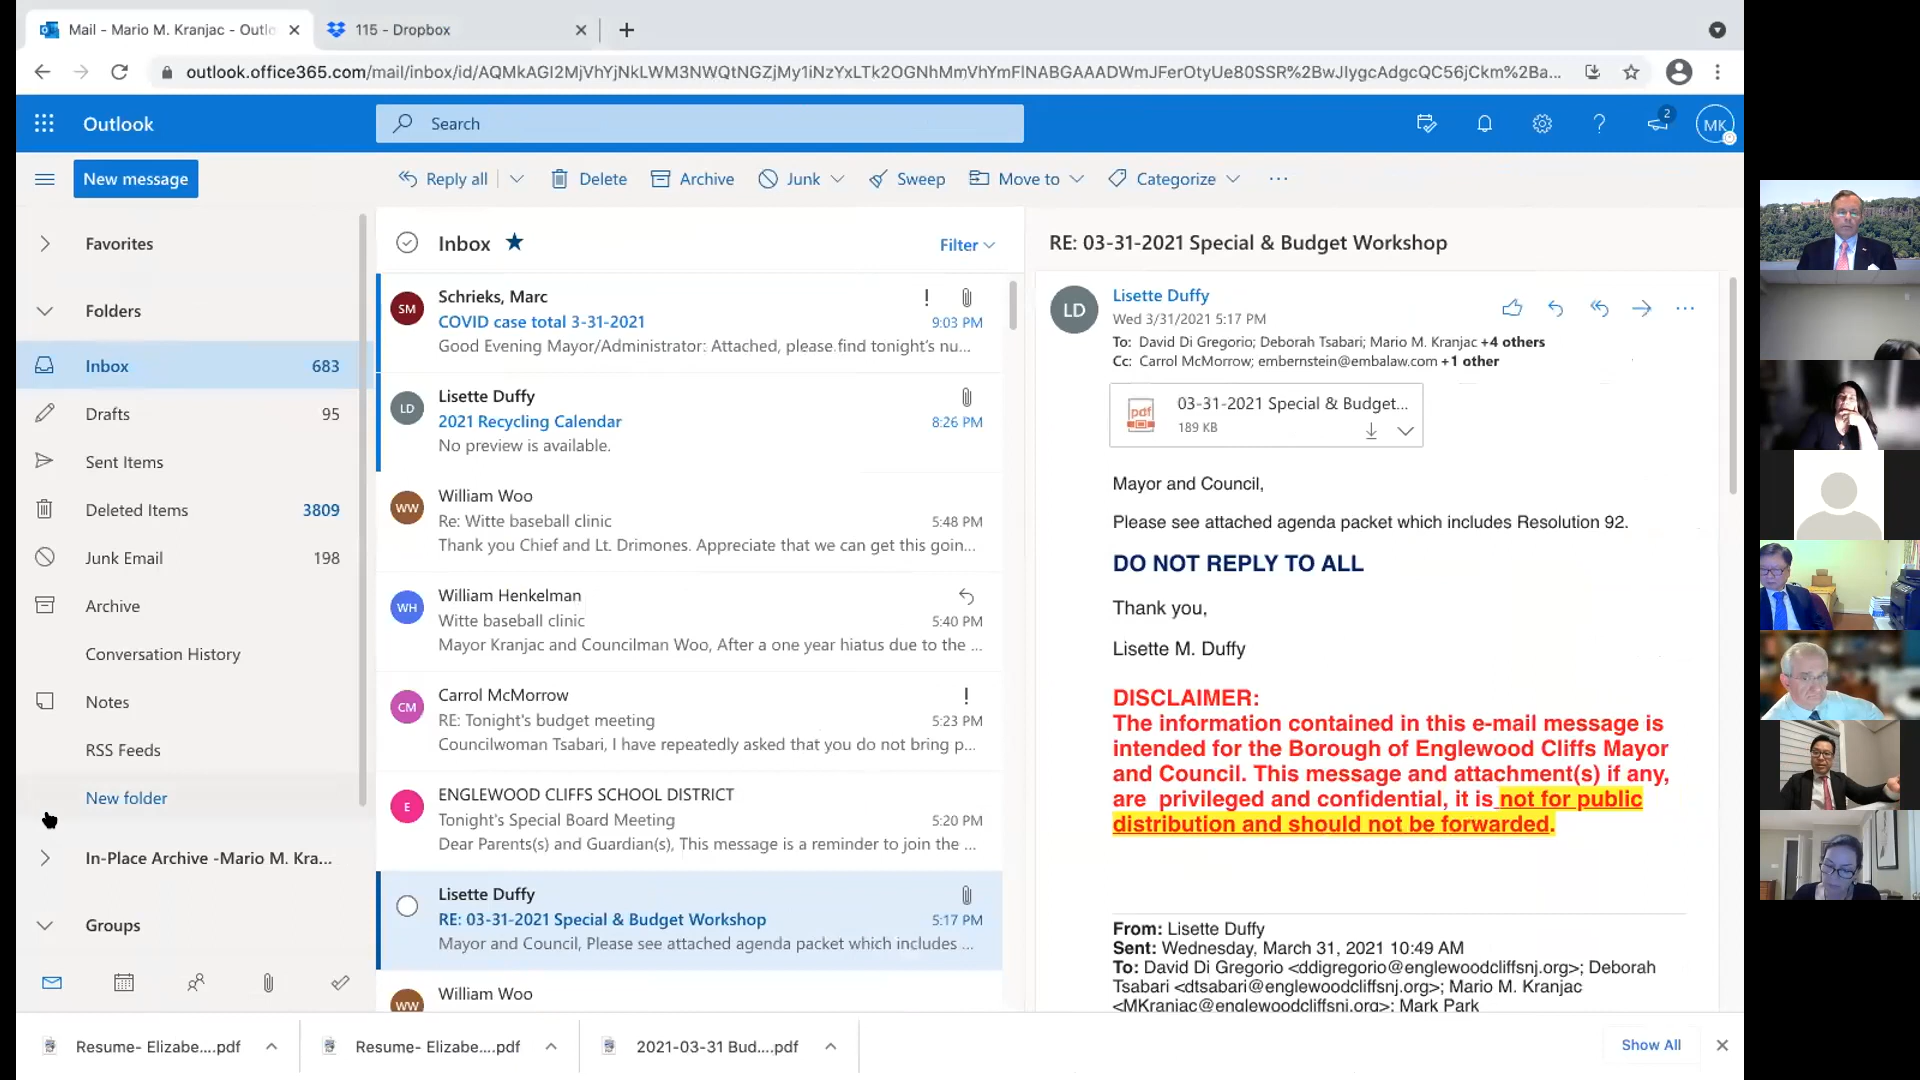 Mail - Mario M. Kranjac - Outlo
115 - Dropbox
outlook.office365.com/mail/inbox/id/AQMkAGI2MjVhYjNkLWM3NWQtNGZjMy1iNzYxLTk2OGNhMmVhYmFlNABGAAADWmJFerOtyUe80SSR%2BwJIygcAdgcQC56jCkm%2Ba...
Outlook
Search
2
MK
New message
Reply all
Delete
Archive
Junk
Sweep
Move to
Categorize
Favorites
Folders
Inbox 683
Drafts 95
Sent Items
Deleted Items 3809
Junk Email 198
Archive
Conversation History
Notes
RSS Feeds
New folder
In-Place Archive -Mario M. Kra...
Groups
Inbox
Filter
SM
Schrieks, Marc
COVID case total 3-31-2021 9:03 PM
Good Evening Mayor/Administrator: Attached, please find tonight's nu...
LD
Lisette Duffy
2021 Recycling Calendar 8:26 PM
No preview is available.
WW
William Woo
Re: Witte baseball clinic 5:48 PM
Thank you Chief and Lt. Drimones. Appreciate that we can get this goin...
WH
William Henkelman
Witte baseball clinic 5:40 PM
Mayor Kranjac and Councilman Woo, After a one year hiatus due to the ...
CM
Carrol McMorrow
RE: Tonight's budget meeting 5:23 PM
Councilwoman Tsabari, I have repeatedly asked that you do not bring p...
E
ENGLEWOOD CLIFFS SCHOOL DISTRICT
Tonight's Special Board Meeting 5:20 PM
Dear Parents(s) and Guardian(s), This message is a reminder to join the ...
Lisette Duffy
RE: 03-31-2021 Special & Budget Workshop 5:17 PM
Mayor and Council, Please see attached agenda packet which includes ...
WW
William Woo
RE: 03-31-2021 Special & Budget Workshop
LD
Lisette Duffy
Wed 3/31/2021 5:17 PM
To: David Di Gregorio; Deborah Tsabari; Mario M. Kranjac +4 others
Cc: Carrol McMorrow; embernstein@embalaw.com +1 other
pdf
03-31-2021 Special & Budget...
189 KB
Mayor and Council,
Please see attached agenda packet which includes Resolution 92.
DO NOT REPLY TO ALL
Thank you,
Lisette M. Duffy
DISCLAIMER:
The information contained in this e-mail message is
intended for the Borough of Englewood Cliffs Mayor
and Council. This message and attachment(s) if any,
are privileged and confidential, it is not for public
distribution and should not be forwarded.
From: Lisette Duffy
Sent: Wednesday, March 31, 2021 10:49 AM
To: David Di Gregorio <ddigregorio@englewoodcliffsnj.org>; Deborah
Tsabari <dtsabari@englewoodcliffsnj.org>; Mario M. Kranjac
<MKraniac@englewoodcliffsni.org>; Mark Park
Resume- Elizabe....pdf
Resume- Elizabe....pdf
2021-03-31 Bud....pdf
Show All